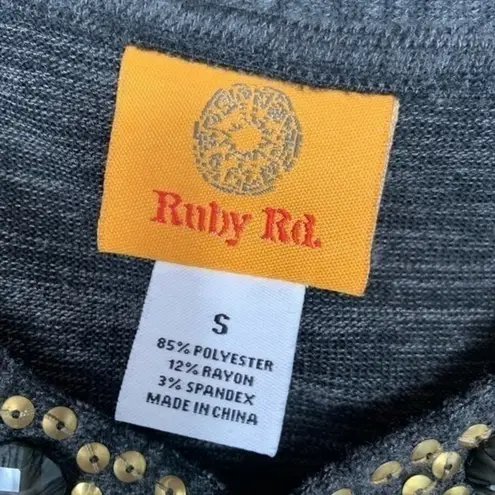 Ruby Rd.
S
85% POLYESTER
12% RAYON
3% SPANDEX
MADE IN CHINA